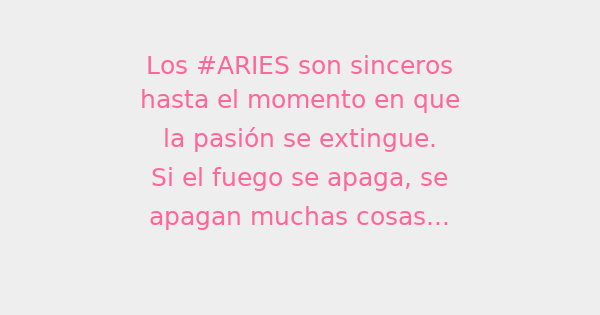 Los #ARIES son sinceros
hasta el momento en que
la pasión se extingue.
Si el fuego se apaga, se
apagan muchas cosas...